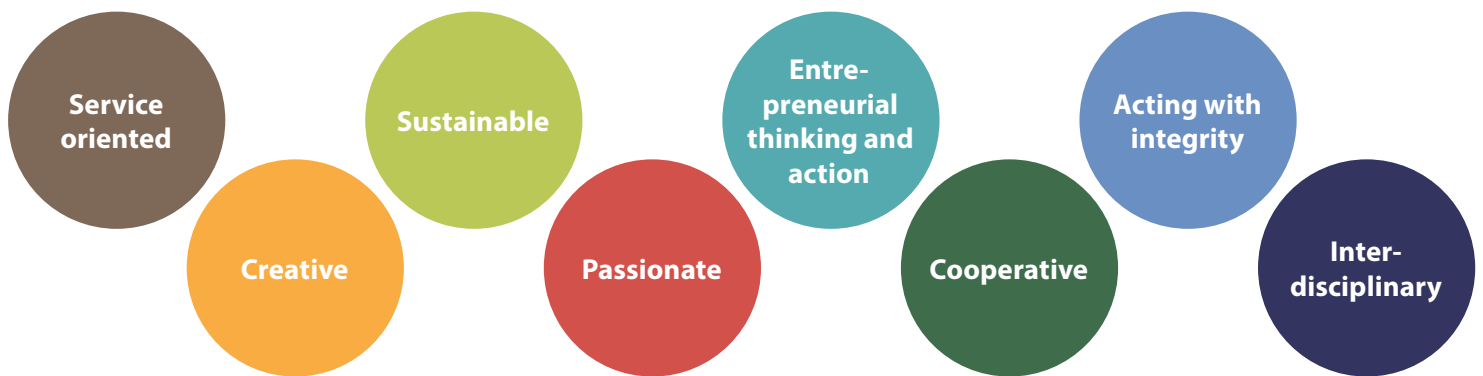 Service
oriented
Creative
Sustainable
Passionate
Entre-
preneurial
thinking and
action
Cooperative
Acting with
integrity
Inter-
disciplinary